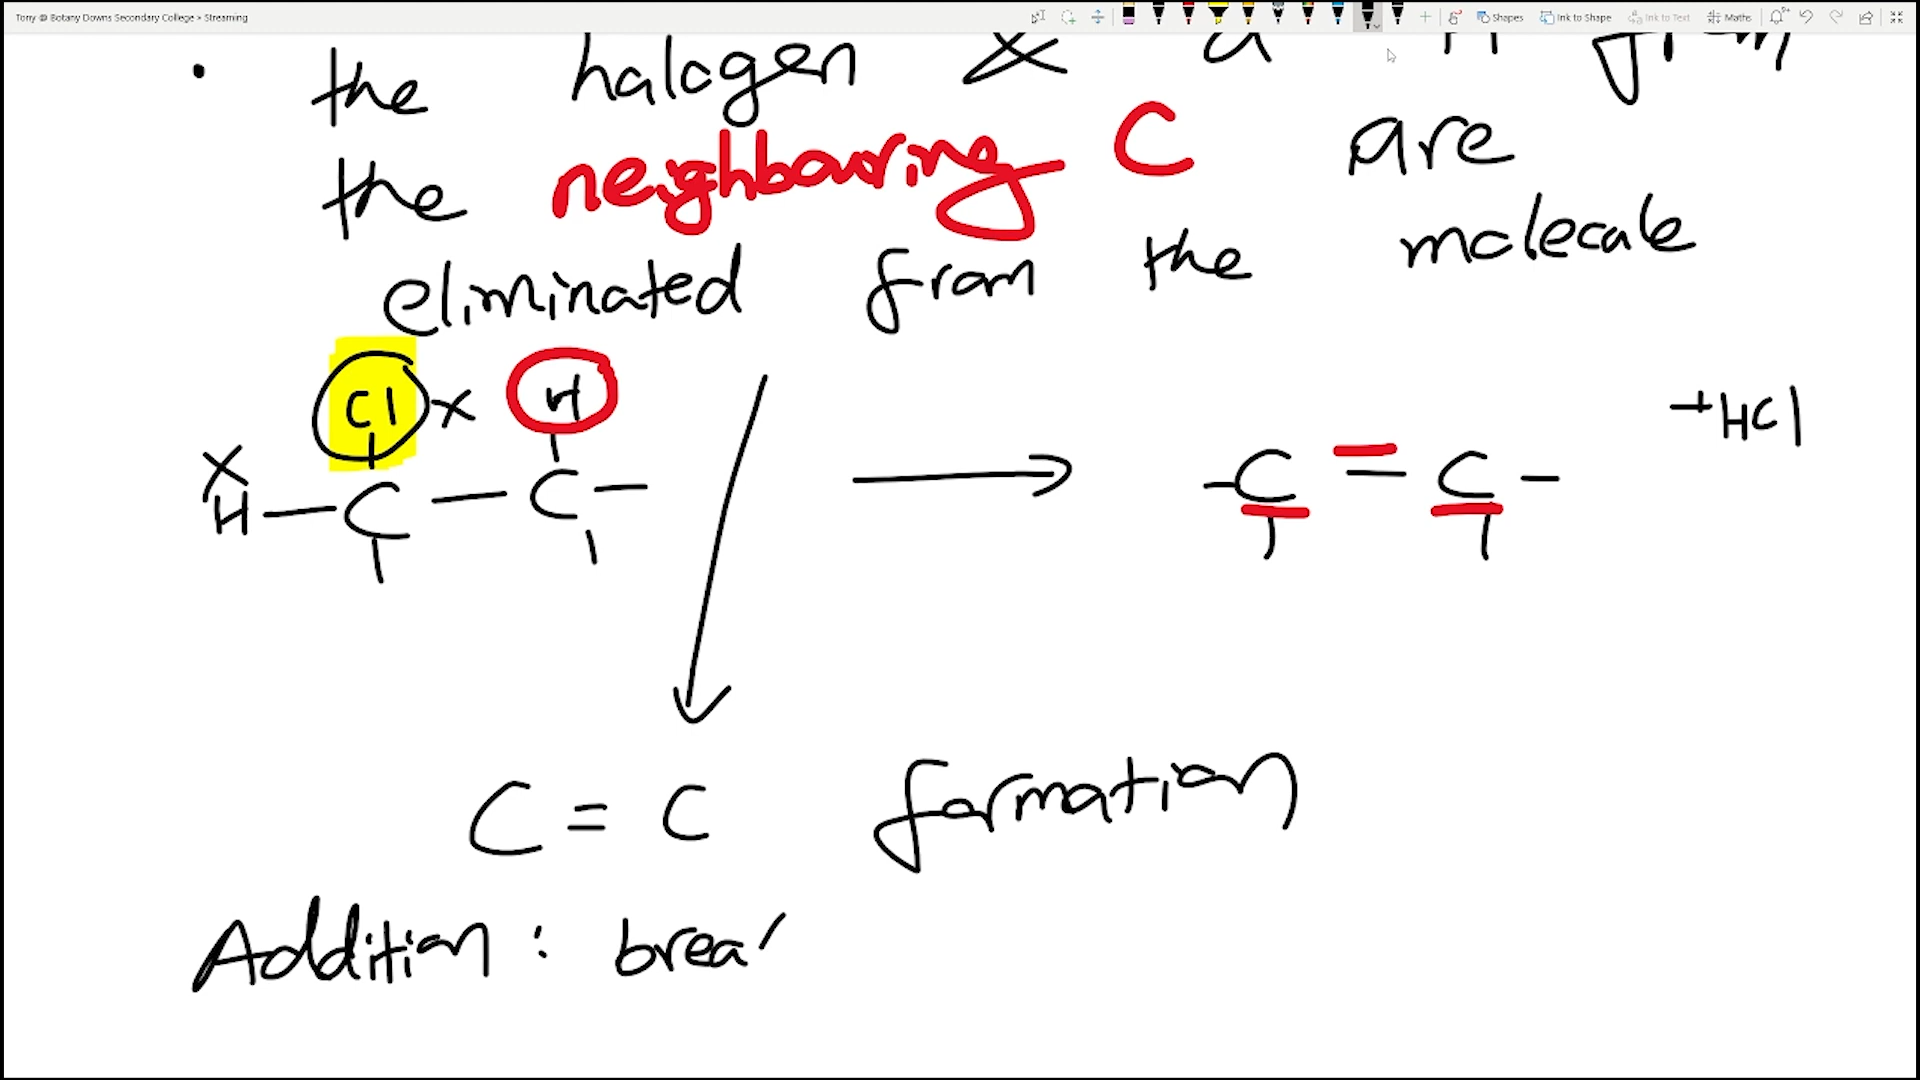 Tony @ Botany Downs Secondary College » Streaming
Shapes Ink to Shape Ink to Text Maths
• the halogen & a H from
the neighbouring C are
eliminated from the molecule
Cl x H
X
H — C — C —
- C = C -
+HCl
C = C formation
Addition : brea